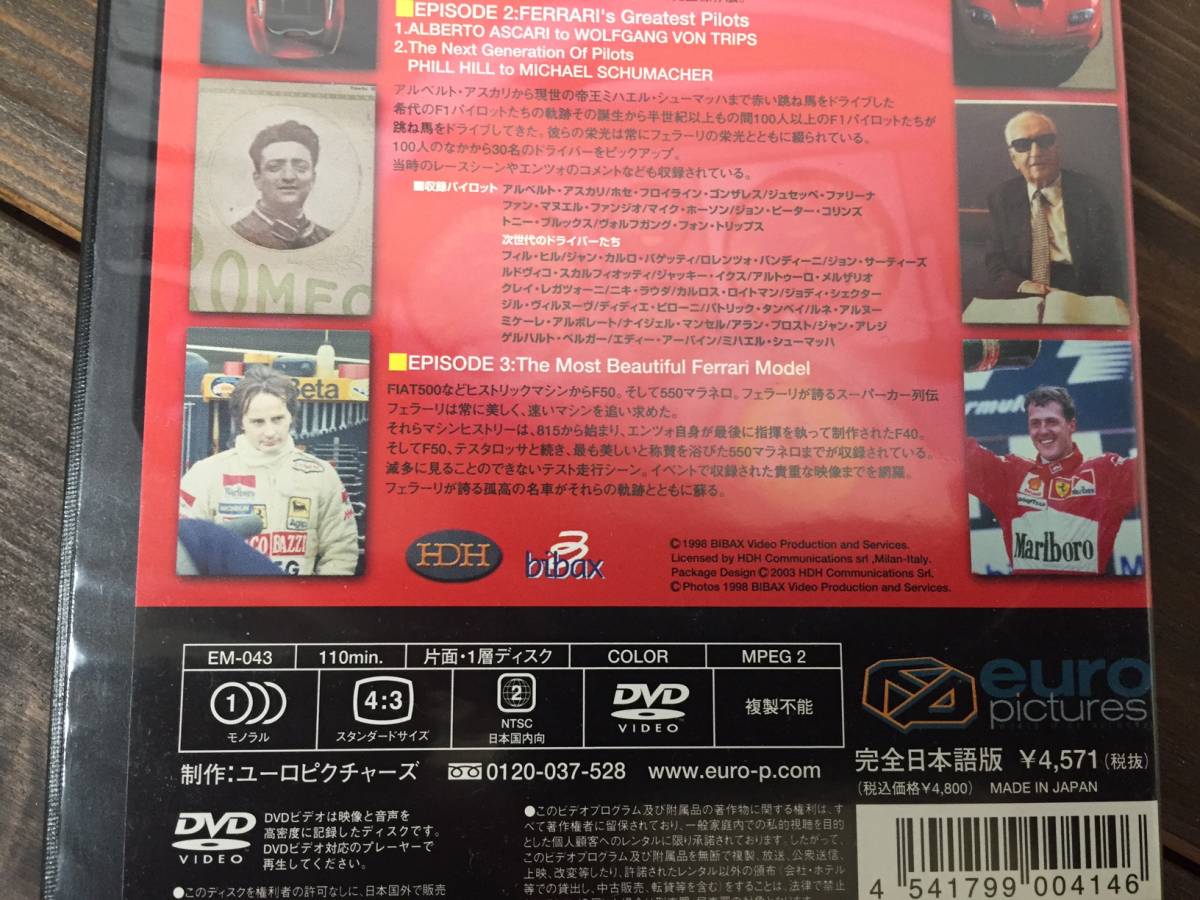 ■EPISODE 2:FERRARI's Greatest Pilots
1.ALBERTO ASCARI to WOLFGANG VON TRIPS
2.The Next Generation Of Pilots
PHILL HILL to MICHAEL SCHUMACHER
アルベルト・アスカリから現世の帝王ミハエル・シューマッハまで赤い跳ね馬をドライブした
希代のF1パイロットたちの軌跡その誕生から半世紀以上もの間100人以上のF1パイロットたちが
跳ね馬をドライブしてきた。彼らの栄光は常にフェラーリの栄光とともに綴られている。
100人のなかから30名のドライバーをピックアップ。
当時のレースシーンやエンツォのコメントなども収録されている。
■収録パイロット アルベルト・アスカリ/ホセ・フロイライン・ゴンザレス/ジュセッペ・ファリーナ
ファン・マヌエル・ファンジオ/マイク・ホーソン/ジョン・ピーター・コリンズ
トニー・ブルックス/ヴォルフガング・フォン・トリップス
次世代のドライバーたち
フィル・ヒル/ジャン・カルロ・バゲッティ/ロレンツォ・バンディーニ/ジョン・サーティーズ
ルドヴィコ・スカルフィオッティ/ジャッキー・イクス/アルトゥーロ・メルザリオ
クレイ・レガツォーニ/ニキ・ラウダ/カルロス・ロイトマン/ジョディ・シェクター
ジル・ヴィルヌーヴ/ディディエ・ピローニ/パトリック・タンベイ/ルネ・アルヌー
ミケーレ・アルボレート/ナイジェル・マンセル/アラン・プロスト/ジャン・アレジ
ゲルハルト・ベルガー/エディー・アーバイン/ミハエル・シューマッハ
ROMEO
■EPISODE 3:The Most Beautiful Ferrari Model
FIAT500などヒストリックマシンからF50。そして550マラネロ。フェラーリが誇るスーパーカー列伝
フェラーリは常に美しく、速いマシンを追い求めた。
それらマシンヒストリーは、815から始まり、エンツォ自身が最後に指揮を執って制作されたF40。
そしてF50、テスタロッサと続き、最も美しいと称賛を浴びた550マラネロまでが収録されている。
滅多に見ることのできないテスト走行シーン。イベントで収録された貴重な映像までを網羅。
フェラーリが誇る孤高の名車がそれらの軌跡とともに蘇る。
Beta
Marlboro
MICHELIN
Agip
BAZZI
Shell
Marlboro
Marlboro
HDH
bibax
©1998 BIBAX Video Production and Services.
Licensed by HDH Communications srl ,Milan-Italy.
Package Design ©2003 HDH Communications Srl.
©Photos 1998 BIBAX Video Production and Services.
EM-043 110min. 片面・1層ディスク COLOR MPEG 2
1 4:3 2 DVD VIDEO 複製不能
モノラル スタンダードサイズ NTSC 日本国内向
euro
pictures
制作：ユーロピクチャーズ 0120-037-528 www.euro-p.com
完全日本語版 ¥4,571 (税抜)
(税込価格¥4,800) MADE IN JAPAN
DVD VIDEO
DVDビデオは映像と音声を
高密度に記録したディスクです。
DVDビデオ対応のプレーヤーで
再生してください。
●このディスクを権利者の許可なしに、日本国外で販売
●このビデオプログラム及び付属品の著作物に関する権利は、す
べて著作権者に留保されており、一般家庭内での私的視聴を目的
とした個人顧客へのレンタルに限り承諾されております。したがって、
このビデオプログラム及び付属品を無断で複製、放送、公衆送信、
上映、改変等したり、許諾されたレンタル以外の頒布(会社・ホテル
等での貸出し、中古販売、転貸等を含む)をすることは、法律で禁止
4 541799 004146